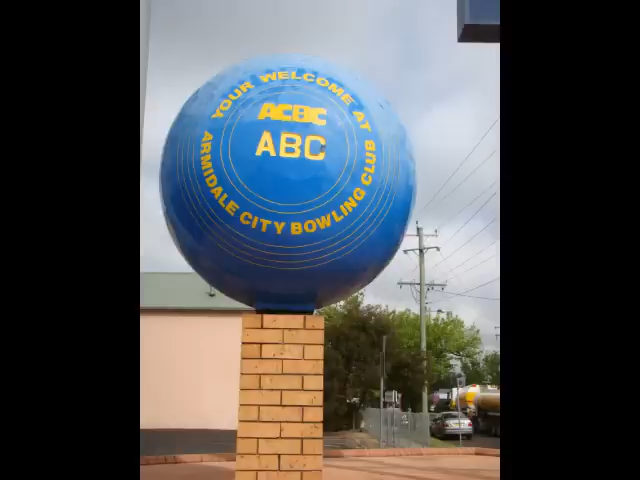 YOUR WELCOME AT
ACBC
ABC
ARMIDALE CITY BOWLING CLUB